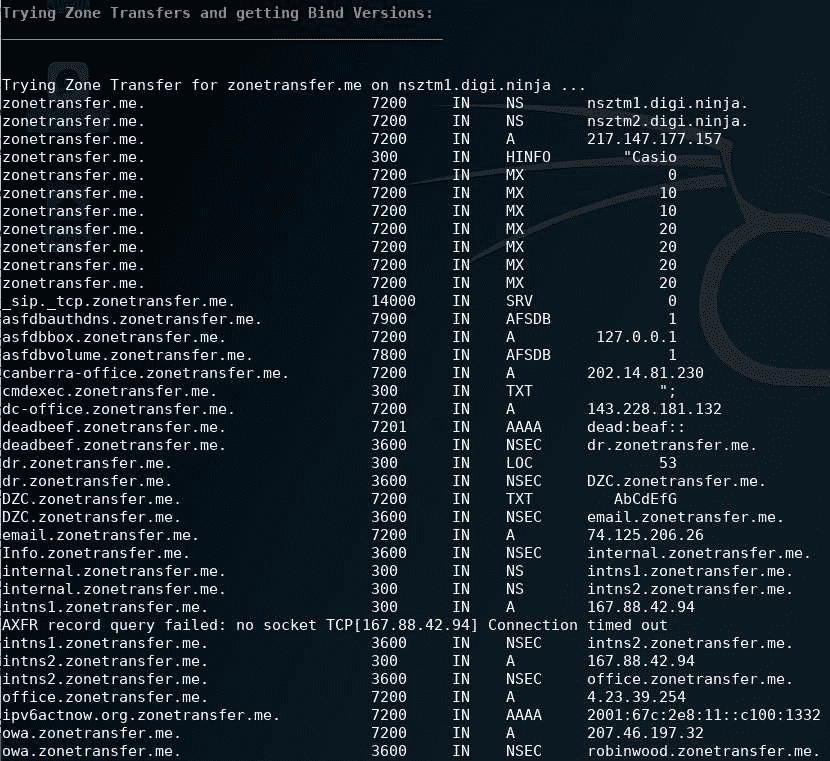 Trying Zone Transfers and getting Bind Versions:
Trying Zone Transfer for zonetransfer.me on nsztm1.digi.ninja ...
zonetransfer.me. 7200 IN NS nsztm1.digi.ninja.
zonetransfer.me. 7200 IN NS nsztm2.digi.ninja.
zonetransfer.me. 7200 IN A 217.147.177.157
zonetransfer.me. 300 IN HINFO "Casio
zonetransfer.me. 7200 IN MX 0
zonetransfer.me. 7200 IN MX 10
zonetransfer.me. 7200 IN MX 10
zonetransfer.me. 7200 IN MX 20
zonetransfer.me. 7200 IN MX 20
zonetransfer.me. 7200 IN MX 20
zonetransfer.me. 7200 IN MX 20
_sip._tcp.zonetransfer.me. 14000 IN SRV 0
asfdbauthdns.zonetransfer.me. 7900 IN AFSDB 1
asfdbbox.zonetransfer.me. 7200 IN A 127.0.0.1
asfdbvolume.zonetransfer.me. 7800 IN AFSDB 1
canberra-office.zonetransfer.me. 7200 IN A 202.14.81.230
cmdexec.zonetransfer.me. 300 IN TXT ";
dc-office.zonetransfer.me. 7200 IN A 143.228.181.132
deadbeef.zonetransfer.me. 7201 IN AAAA dead:beaf::
deadbeef.zonetransfer.me. 3600 IN NSEC dr.zonetransfer.me.
dr.zonetransfer.me. 300 IN LOC 53
dr.zonetransfer.me. 3600 IN NSEC DZC.zonetransfer.me.
DZC.zonetransfer.me. 7200 IN TXT AbCdEfG
DZC.zonetransfer.me. 3600 IN NSEC email.zonetransfer.me.
email.zonetransfer.me. 7200 IN A 74.125.206.26
Info.zonetransfer.me. 3600 IN NSEC internal.zonetransfer.me.
internal.zonetransfer.me. 300 IN NS intns1.zonetransfer.me.
internal.zonetransfer.me. 300 IN NS intns2.zonetransfer.me.
intns1.zonetransfer.me. 300 IN A 167.88.42.94
AXFR record query failed: no socket TCP[167.88.42.94] Connection timed out
intns1.zonetransfer.me. 3600 IN NSEC intns2.zonetransfer.me.
intns2.zonetransfer.me. 300 IN A 167.88.42.94
intns2.zonetransfer.me. 3600 IN NSEC office.zonetransfer.me.
office.zonetransfer.me. 7200 IN A 4.23.39.254
ipv6actnow.org.zonetransfer.me. 7200 IN AAAA 2001:67c:2e8:11::c100:1332
owa.zonetransfer.me. 7200 IN A 207.46.197.32
owa.zonetransfer.me. 3600 IN NSEC robinwood.zonetransfer.me.